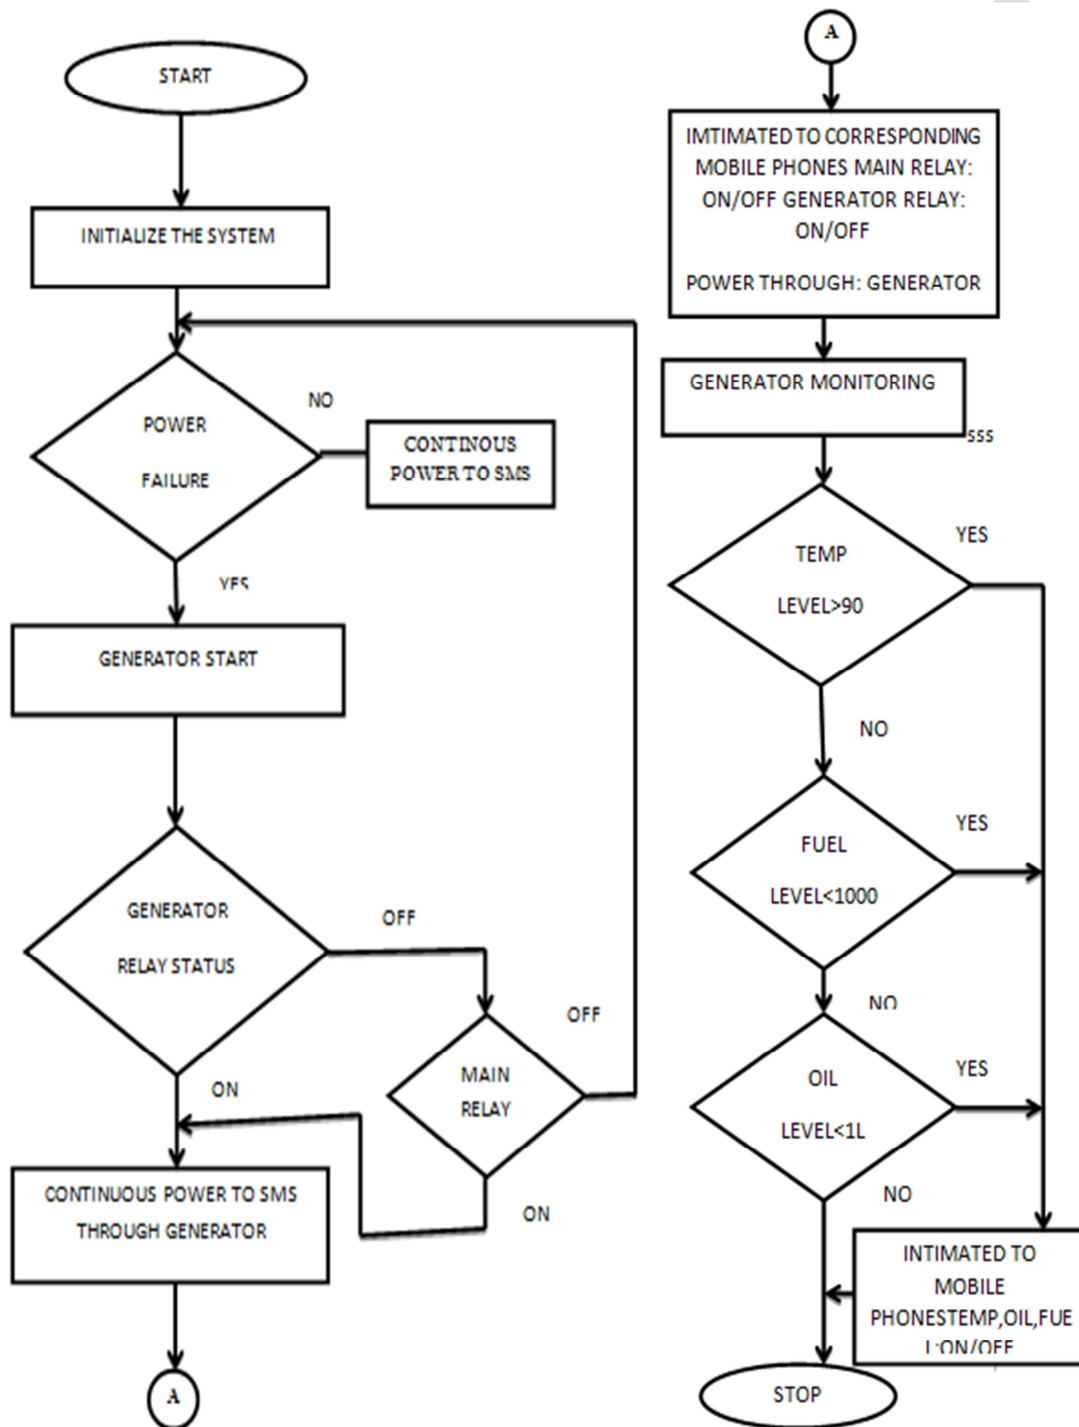 START
INITIALIZE THE SYSTEM
POWER
FAILURE
NO
CONTINOUS
POWER TO SMS
YES
GENERATOR START
GENERATOR
RELAY STATUS
OFF
MAIN
RELAY
OFF
ON
ON
CONTINUOUS POWER TO SMS
THROUGH GENERATOR
A
A
IMTIMATED TO CORRESPONDING
MOBILE PHONES MAIN RELAY:
ON/OFF GENERATOR RELAY:
ON/OFF
POWER THROUGH: GENERATOR
GENERATOR MONITORING
sss
TEMP
LEVEL>90
YES
NO
FUEL
LEVEL<1000
YES
NO
OIL
LEVEL<1L
YES
NO
INTIMATED TO
MOBILE
PHONESTEMP,OIL,FUE
L:ON/OFF
STOP